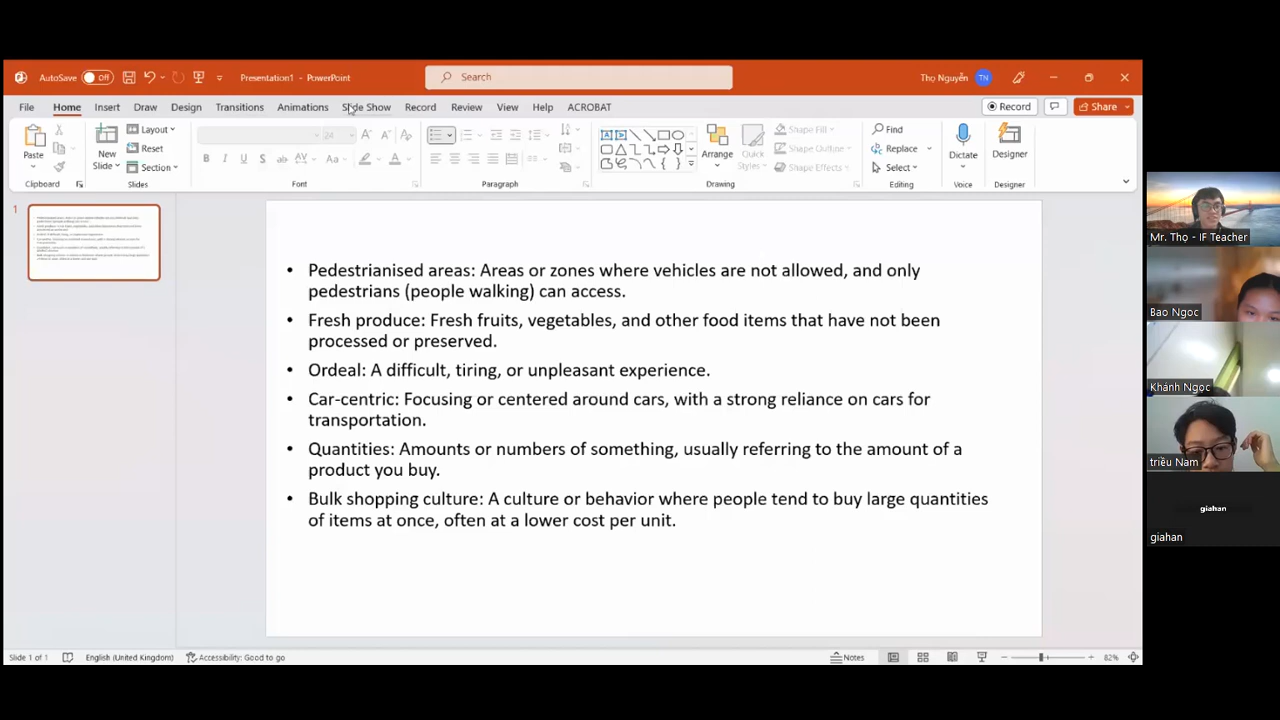 AutoSave Off Presentation1 - PowerPoint Search Thọ Nguyễn TN
File Home Insert Draw Design Transitions Animations Slide Show Record Review View Help ACROBAT Record Share
Paste
Clipboard
New Slide
Layout
Reset
Section
Slides
24
Font
Paragraph
Arrange
Quick Styles
Shape Fill
Shape Outline
Shape Effects
Drawing
Find
Replace
Select
Editing
Dictate
Voice
Designer
Designer
1
• Pedestrianised areas: Areas or zones where vehicles are not allowed, and only
pedestrians (people walking) can access.
• Fresh produce: Fresh fruits, vegetables, and other food items that have not been
processed or preserved.
• Ordeal: A difficult, tiring, or unpleasant experience.
• Car-centric: Focusing or centered around cars, with a strong reliance on cars for
transportation.
• Quantities: Amounts or numbers of something, usually referring to the amount of a
product you buy.
• Bulk shopping culture: A culture or behavior where people tend to buy large quantities
of items at once, often at a lower cost per unit.
Mr. Thọ - IF Teacher
Bao Ngoc
Khánh Ngọc
triều Nam
giahan
giahan
Slide 1 of 1 English (United Kingdom) Accessibility: Good to go Notes 82%